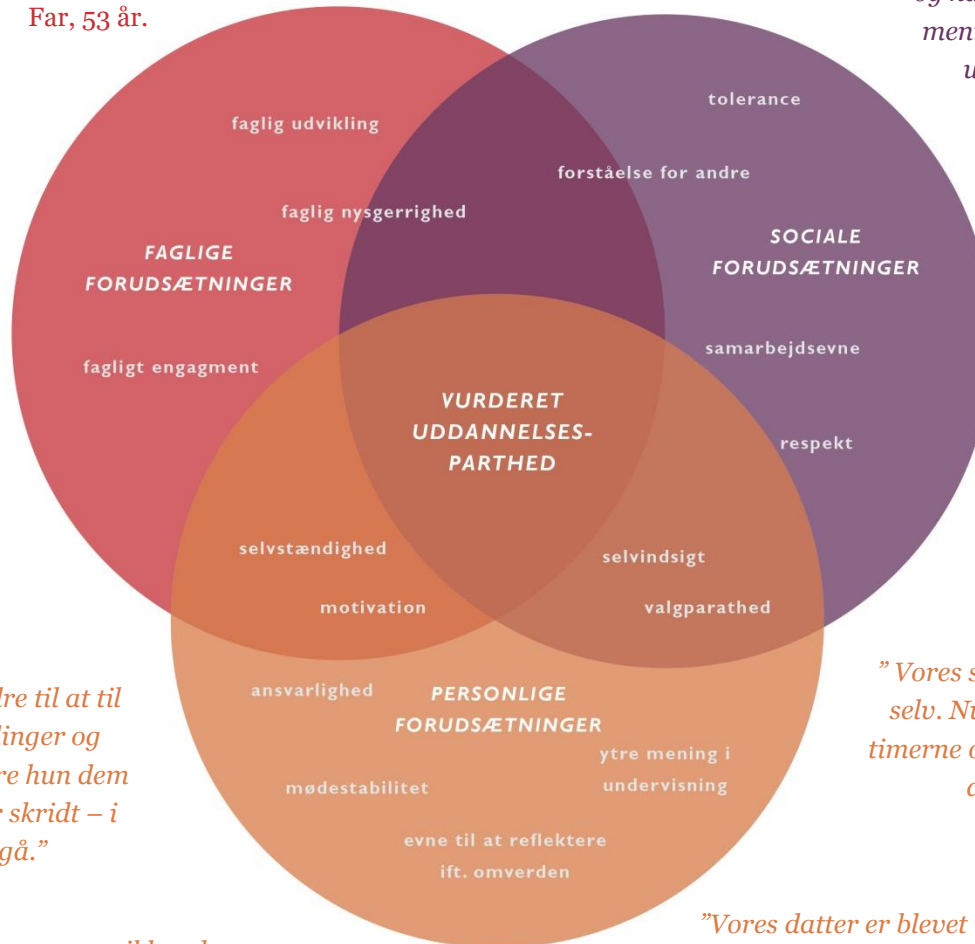 Far, 53 år.
og
men
u
tolerance
faglig udvikling
forståelse for andre
faglig nysgerrighed
SOCIALE
FORUDSÆTNINGER
FAGLIGE
FORUDSÆTNINGER
samarbejdsevne
fagligt engagment
VURDERET
UDDANNELSES-
PARTHED
respekt
selvstændighed
selvindsigt
motivation
valgparathed
ansvarlighed
PERSONLIGE
FORUDSÆTNINGER
ytre mening i
undervisning
mødestabilitet
evne til at reflektere
ift. omverden
dre til at til
linger og
re hun dem
r skridt – i
gå.”
” Vores s
selv. Nu
timerne o
”Vores datter er blevet